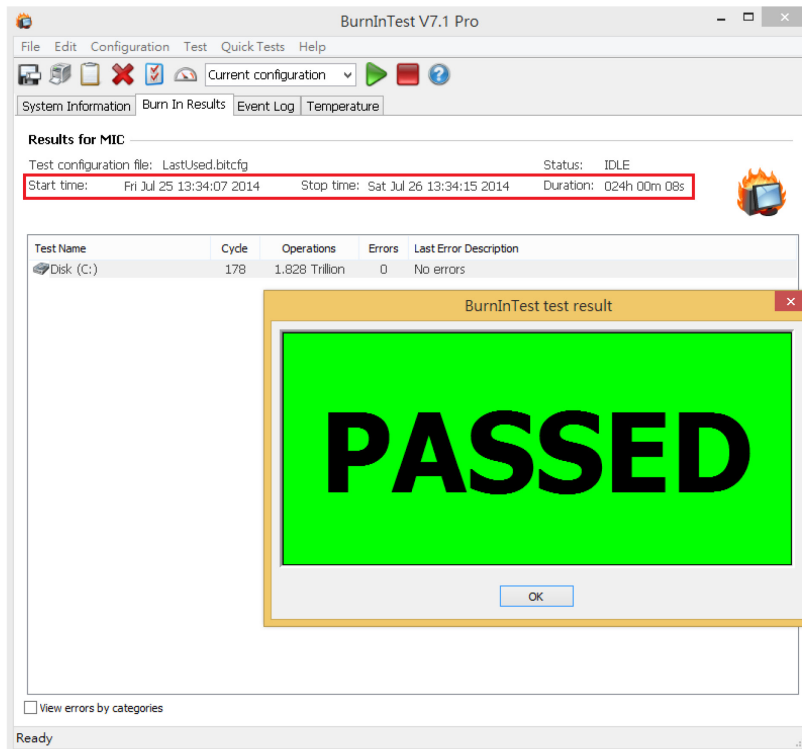 BurnInTest V7.1 Pro
File Edit Configuration Test Quick Tests Help
Current configuration
System Information Burn In Results Event Log Temperature
Results for MIC
Test configuration file: LastUsed.bitcfg Status: IDLE
Start time: Fri Jul 25 13:34:07 2014 Stop time: Sat Jul 26 13:34:15 2014 Duration: 024h 00m 08s
Test Name Cycle Operations Errors Last Error Description
Disk (C:) 178 1.828 Trillion 0 No errors
BurnInTest test result
PASSED
OK
View errors by categories
Ready